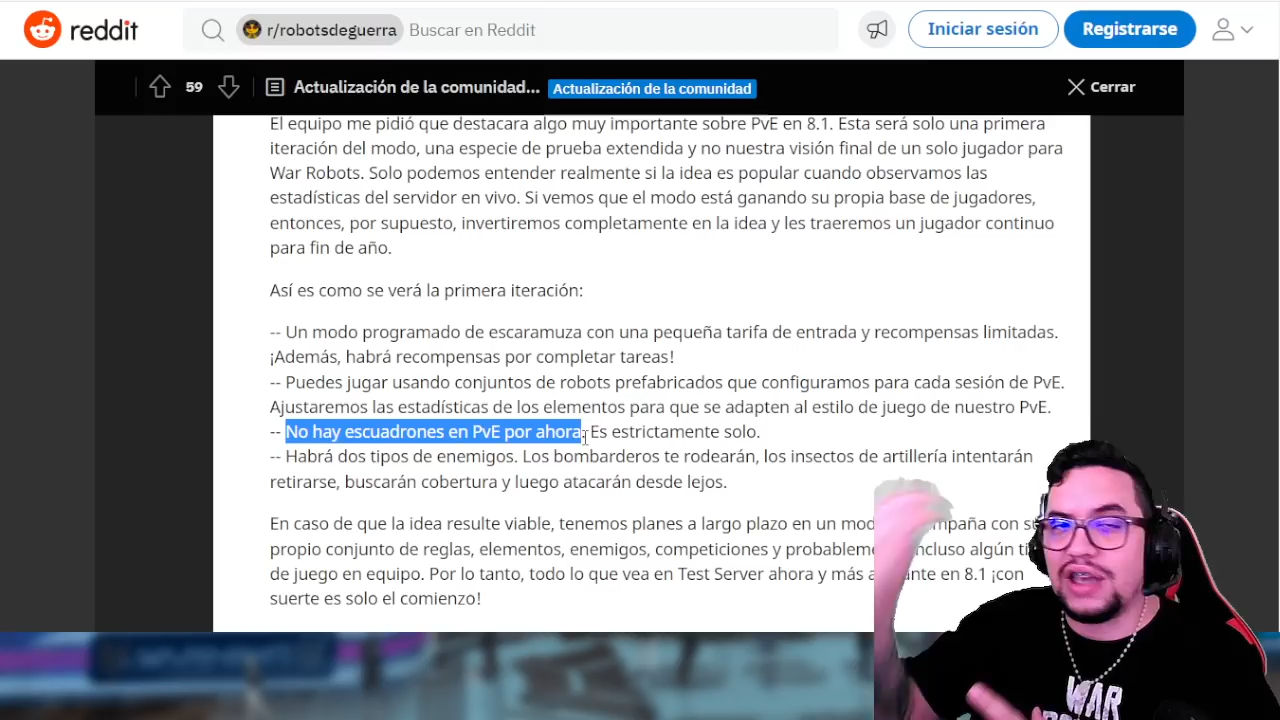 reddit
r/robotsdeguerra
Buscar en Reddit
Iniciar sesión
Registrarse
59
Actualización de la comunidad...
Actualización de la comunidad
Cerrar
El equipo me pidió que destacara algo muy importante sobre PvE en 8.1. Esta será solo una primera
iteración del modo, una especie de prueba extendida y no nuestra visión final de un solo jugador para
War Robots. Solo podemos entender realmente si la idea es popular cuando observamos las
estadísticas del servidor en vivo. Si vemos que el modo está ganando su propia base de jugadores,
entonces, por supuesto, invertiremos completamente en la idea y les traeremos un jugador continuo
para fin de año.
Así es como se verá la primera iteración:
-- Un modo programado de escaramuza con una pequeña tarifa de entrada y recompensas limitadas.
¡Además, habrá recompensas por completar tareas!
-- Puedes jugar usando conjuntos de robots prefabricados que configuramos para cada sesión de PvE.
Ajustaremos las estadísticas de los elementos para que se adapten al estilo de juego de nuestro PvE.
-- No hay escuadrones en PvE por ahora. Es estrictamente solo.
-- Habrá dos tipos de enemigos. Los bombarderos te rodearán, los insectos de artillería intentarán
retirarse, buscarán cobertura y luego atacarán desde lejos.
En caso de que la idea resulte viable, tenemos planes a largo plazo en un con su
propio conjunto de reglas, elementos, enemigos, competiciones y incluso algún
de juego en equipo. Por lo tanto, todo lo que vea en Test Server ahora y más en 8.1 ¡con
suerte es solo el comienzo!
WAR